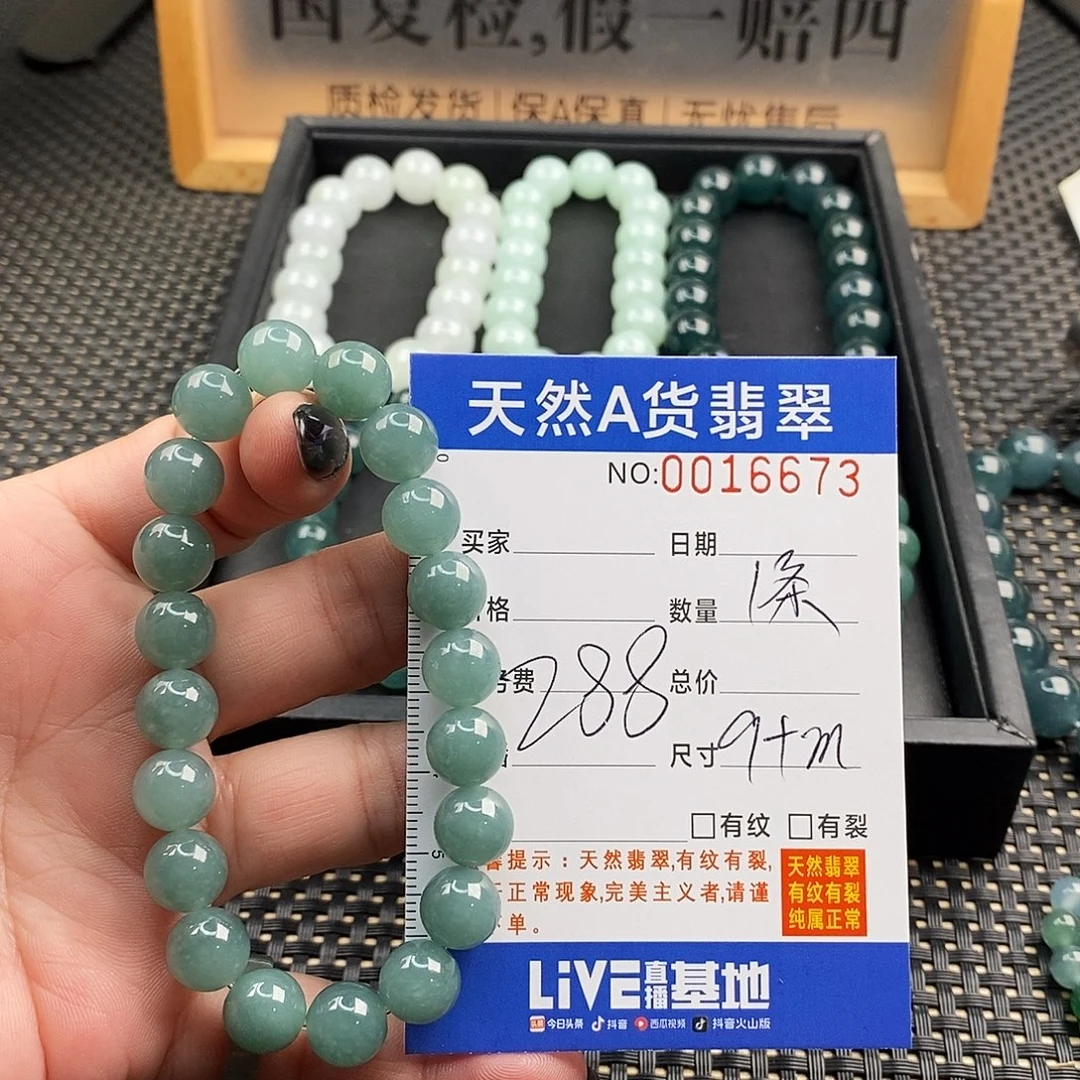 国复检,假一赔四
质检发货|保A保真|无忧售后
天然A货翡翠
NO:0016673
买家 日期
格 数量 1条
费 288 总价
尺寸 9+m
0
5
□有纹 □有裂
提示:天然翡翠,有纹有裂,
正常现象,完美主义者,请谨
单。
天然翡翠
有纹有裂
纯属正常
LiVE直播基地
头条 今日头条 抖音 西瓜视频 抖音火山版